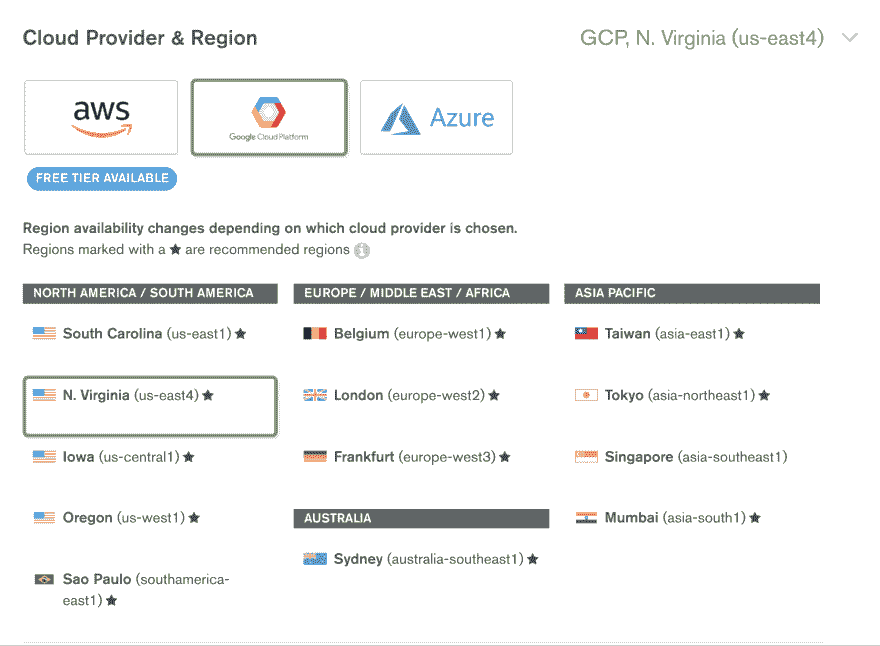 Cloud Provider & Region
GCP, N. Virginia (us-east4)
aws
Google Cloud Platform
Azure
FREE TIER AVAILABLE
Region availability changes depending on which cloud provider is chosen.
Regions marked with a ★ are recommended regions
NORTH AMERICA / SOUTH AMERICA
South Carolina (us-east1) ★
N. Virginia (us-east4) ★
Iowa (us-central1) ★
Oregon (us-west1) ★
Sao Paulo (southamerica-
east1) ★
EUROPE / MIDDLE EAST / AFRICA
Belgium (europe-west1) ★
London (europe-west2) ★
Frankfurt (europe-west3) ★
AUSTRALIA
Sydney (australia-southeast1) ★
ASIA PACIFIC
Taiwan (asia-east1) ★
Tokyo (asia-northeast1) ★
Singapore (asia-southeast1)
Mumbai (asia-south1) ★